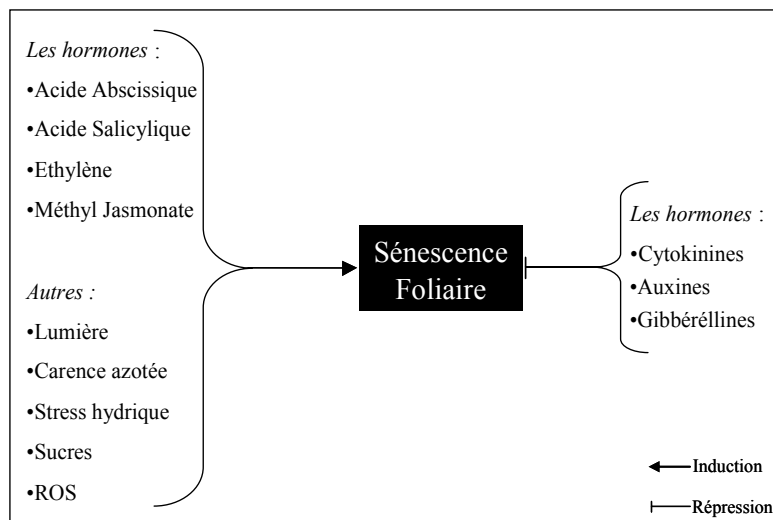 Les hormones :
•Acide Abscissique
•Acide Salicylique
•Ethylène
•Méthyl Jasmonate
Autres :
•Lumière
•Carence azotée
•Stress hydrique
•Sucres
•ROS
Sénescence
Foliaire
Les hormones :
•Cytokinines
•Auxines
•Gibbéréllines
Induction
Répression